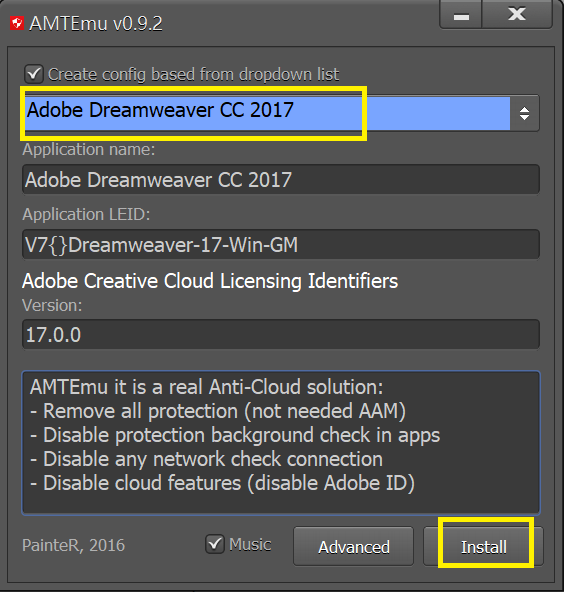 AMTEmu v0.9.2
Create config based from dropdown list
Adobe Dreamweaver CC 2017
Application name:
Adobe Dreamweaver CC 2017
Application LEID:
V7{}Dreamweaver-17-Win-GM
Adobe Creative Cloud Licensing Identifiers
Version:
17.0.0
AMTEmu it is a real Anti-Cloud solution:
- Remove all protection (not needed AAM)
- Disable protection background check in apps
- Disable any network check connection
- Disable cloud features (disable Adobe ID)
PainteR, 2016 Music Advanced Install